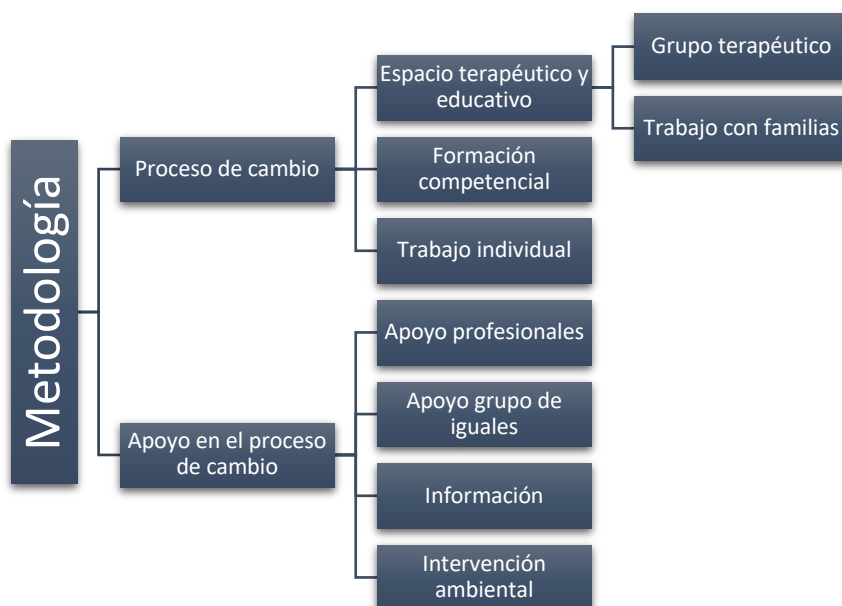 Metodología
Proceso de cambio
Espacio terapéutico y
educativo
Grupo terapéutico
Trabajo con familias
Formación
competencial
Trabajo individual
Apoyo en el proceso
de cambio
Apoyo profesionales
Apoyo grupo de
iguales
Información
Intervención
ambiental